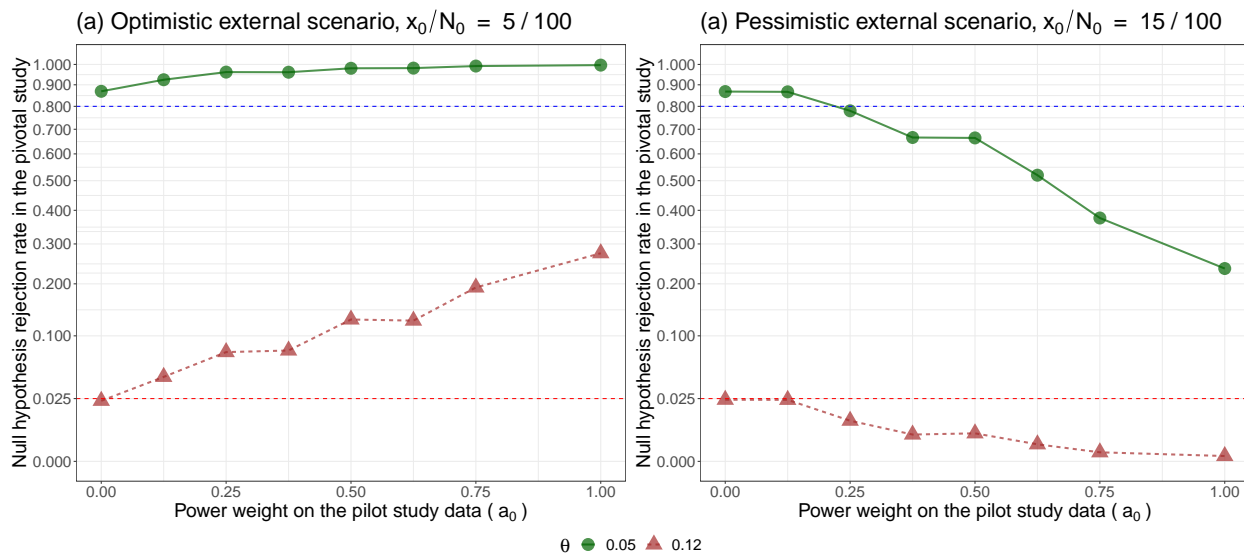 (a) Optimistic external scenario, x₀/N₀ = 5 / 100
Null hypothesis rejection rate in the pivotal study
1.000
0.900
0.800
0.700
0.600
0.500
0.400
0.300
0.200
0.100
0.025
0.000
0.00 0.25 0.50 0.75 1.00
Power weight on the pilot study data ( a₀ )
(a) Pessimistic external scenario, x₀/N₀ = 15 / 100
Null hypothesis rejection rate in the pivotal study
1.000
0.900
0.800
0.700
0.600
0.500
0.400
0.300
0.200
0.100
0.025
0.000
0.00 0.25 0.50 0.75 1.00
Power weight on the pilot study data ( a₀ )
θ 0.05 0.12